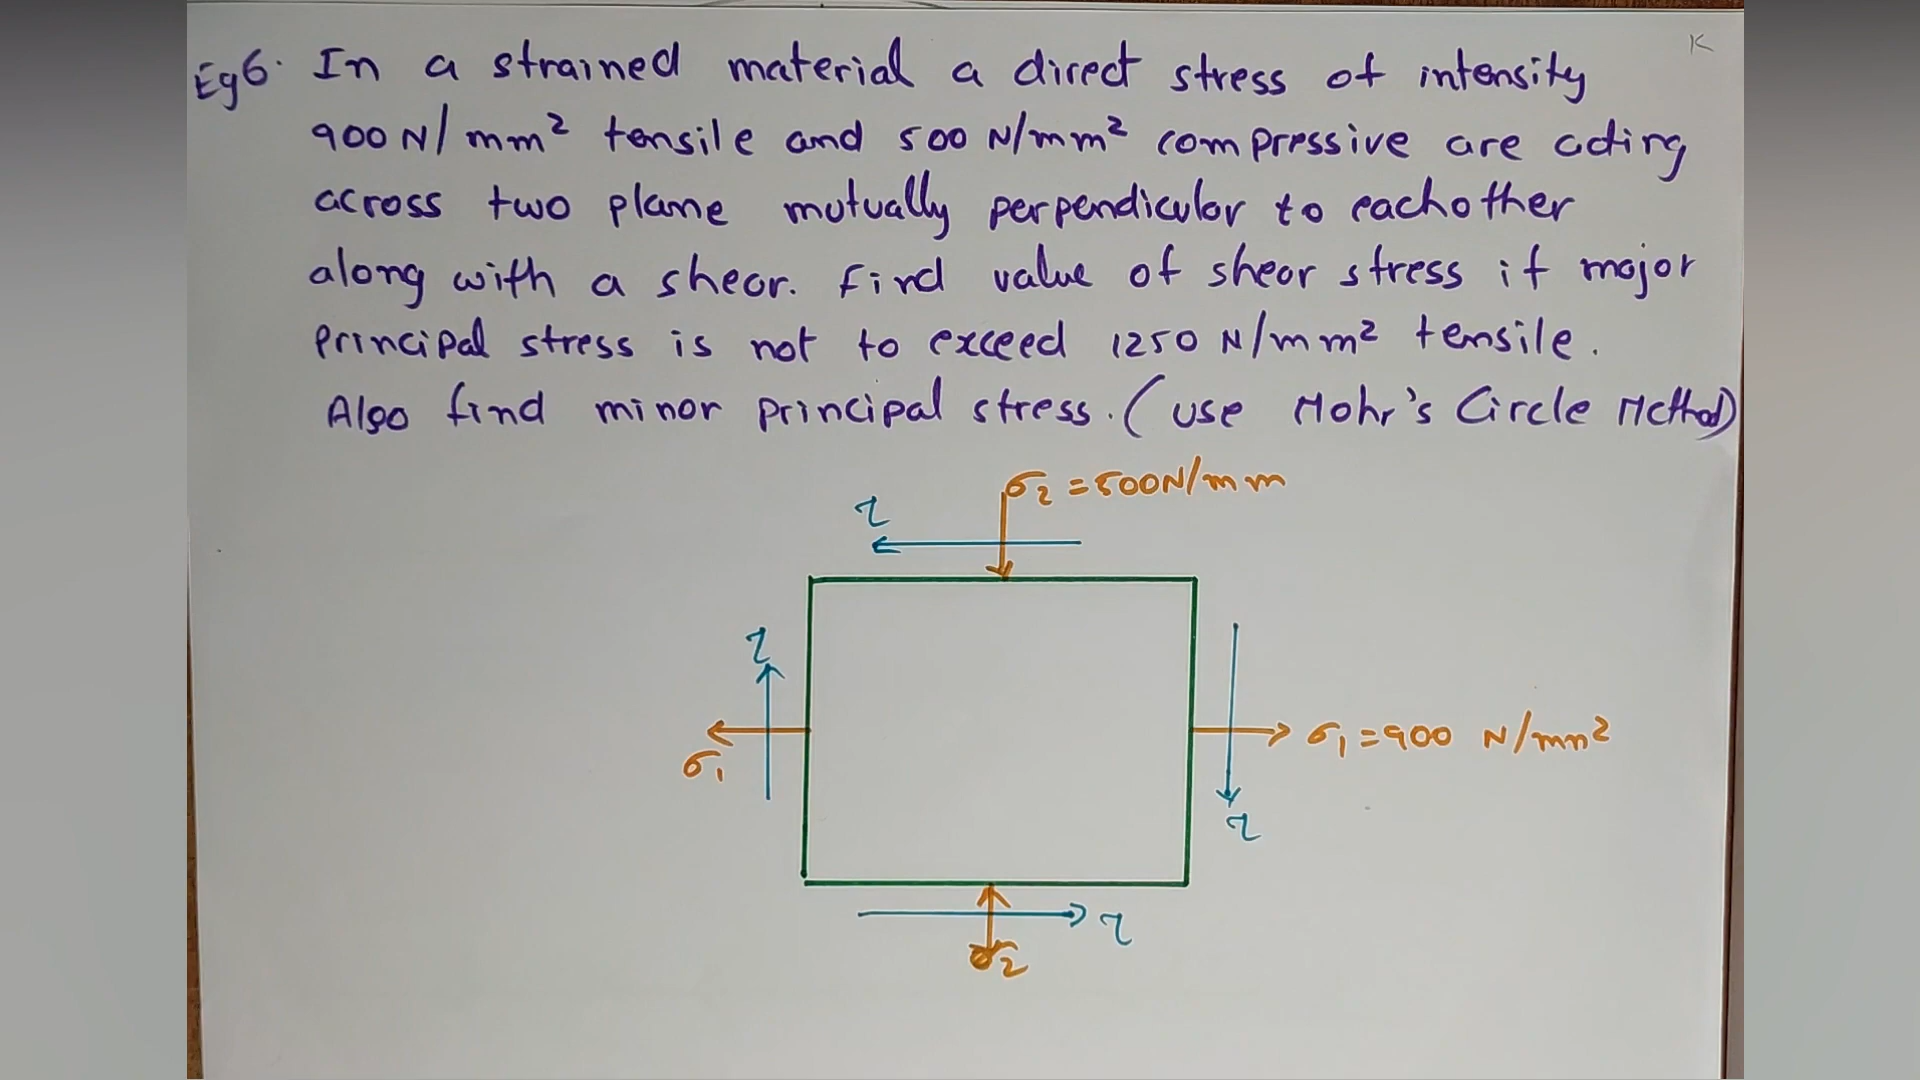 K
Eg 6. In a strained material a direct stress of intensity
900 N/mm² tensile and 500 N/mm² compressive are acting
across two plane mutually perpendicular to eachother
along with a shear. Find value of shear stress if major
principal stress is not to exceed 1250 N/mm² tensile.
Also find minor principal stress. (use Mohr's Circle Method)
σ₂ = 500N/mm
τ
τ
σ₁ = 900 N/mm²
σ₁
τ
τ
σ₂